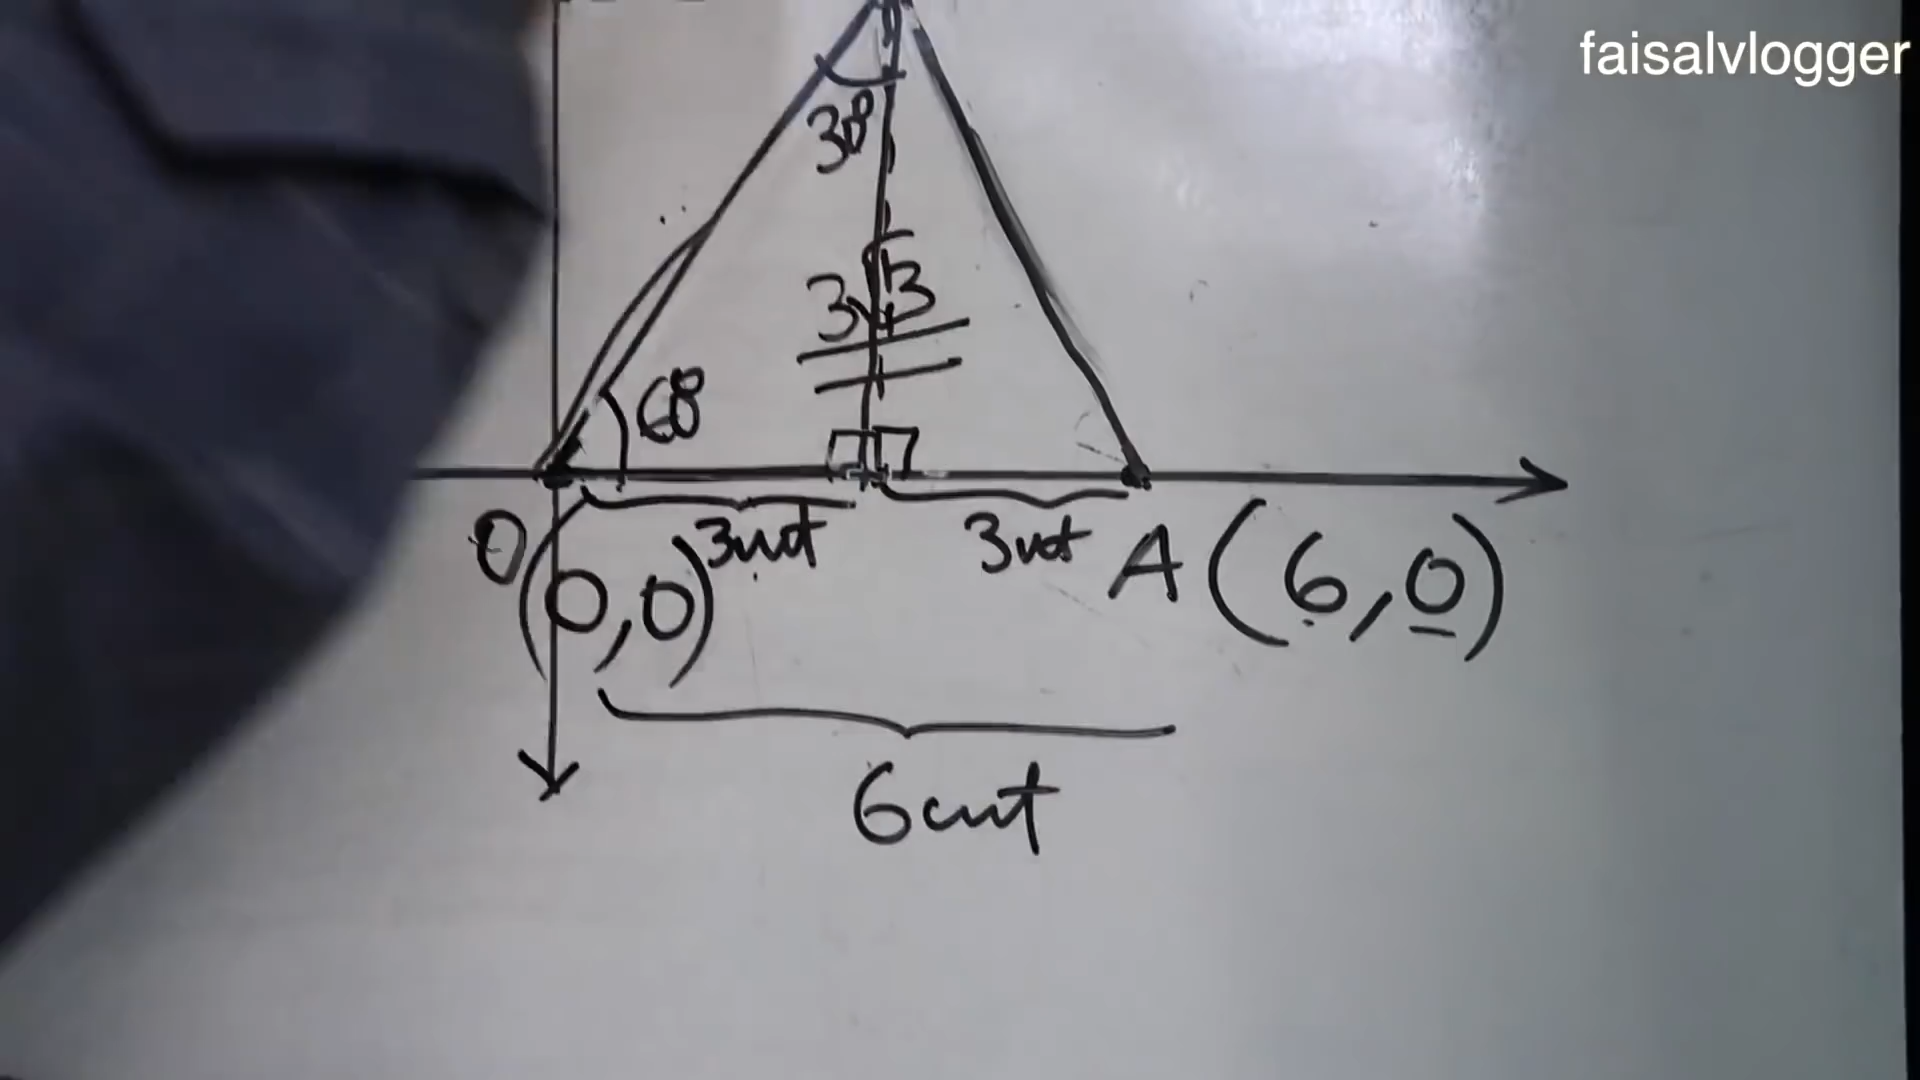 faisalvlogger
30°
3√3
60°
3unit 3unit
O(0,0) A(6,0)
6unit